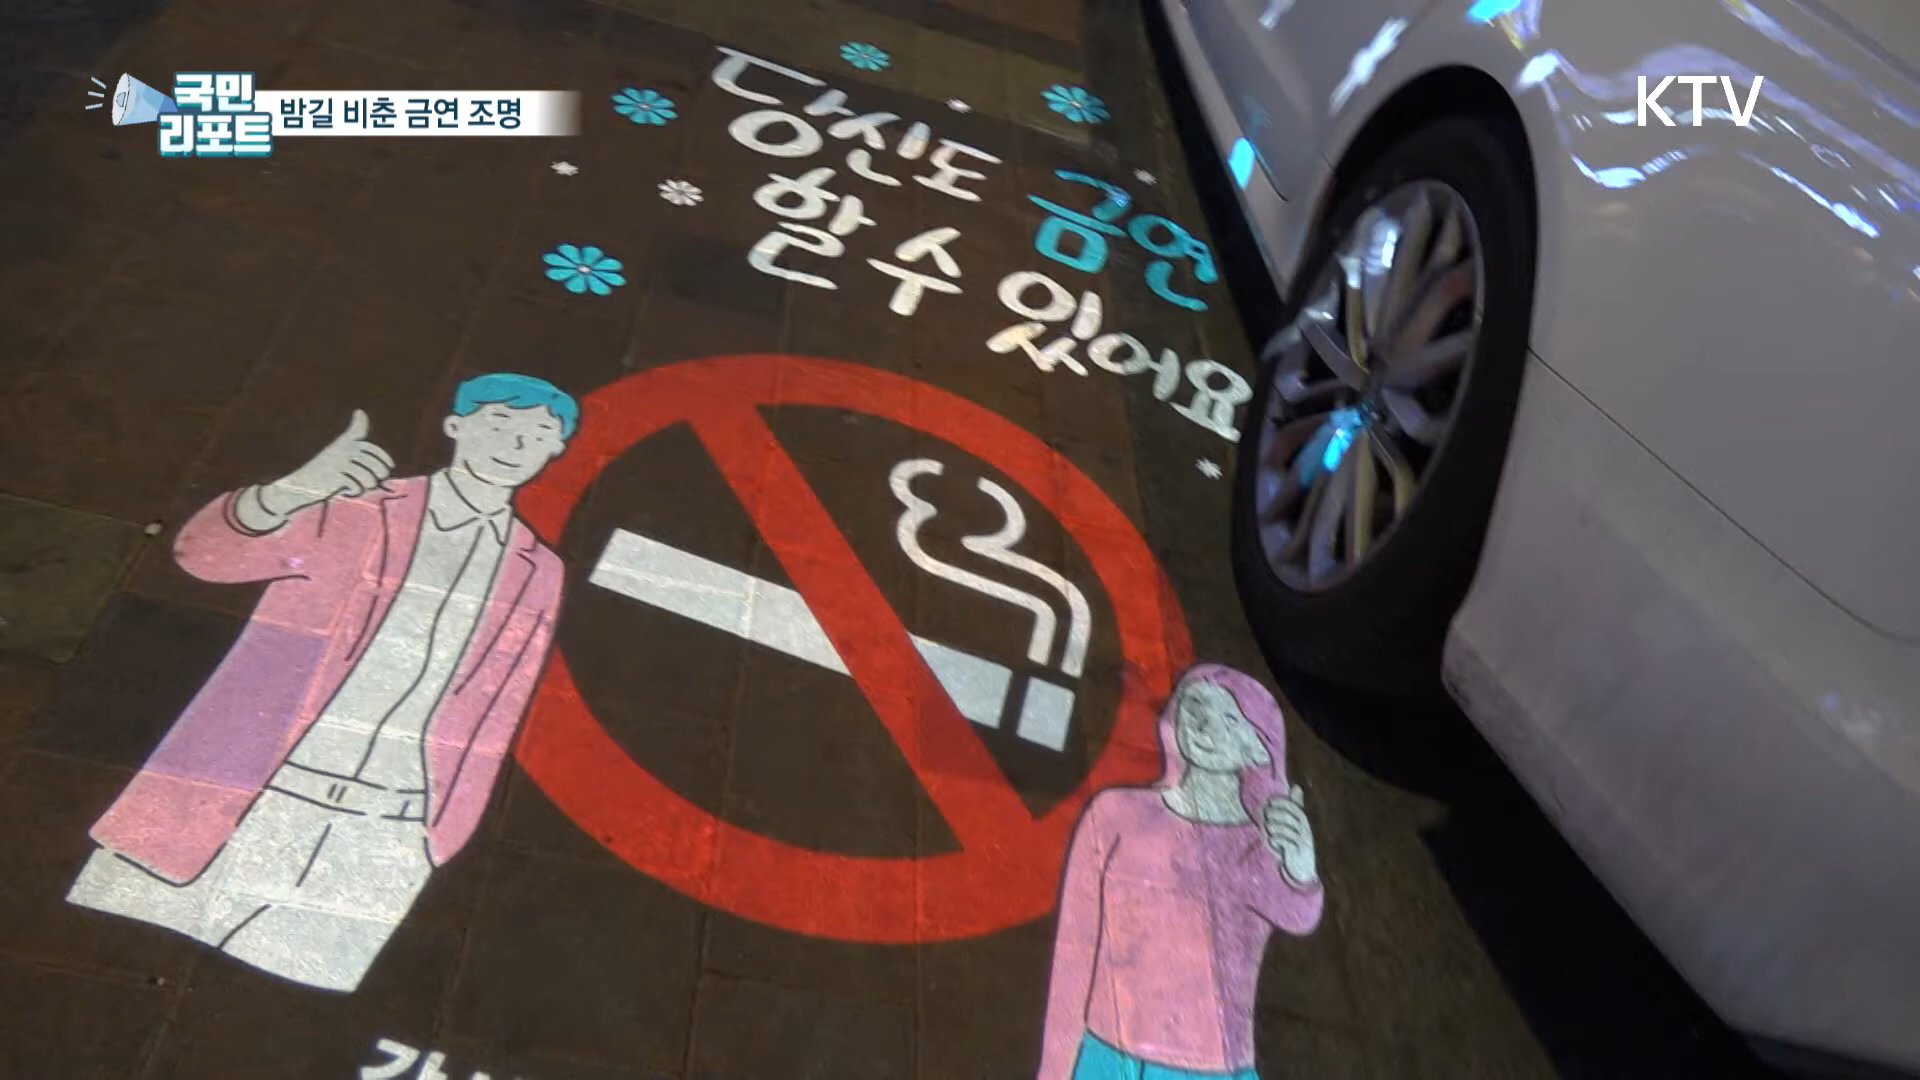 국민
리포트
밤길 비춘 금연 조명
KTV
당신도 금연
할 수 있어요